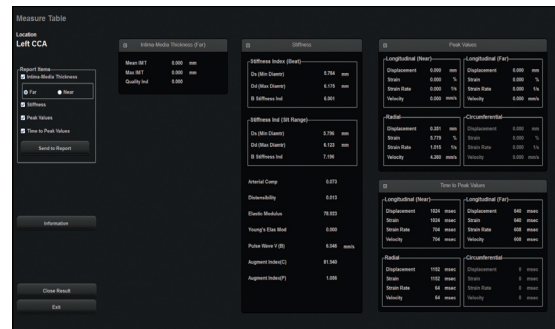 Measure Table
Location
Left CCA
Report Items
Intima-Media Thickness
Far Near
Stiffness
Peak Values
Time to Peak Values
Send to Report
Information
Close Result
Exit
Intima-Media Thickness (Far)
Mean IMT 0.000 mm
Max IMT 0.000 mm
Quality Ind 0.000
Stiffness
Stiffness Index (Beat)
Ds (Min Diamtr) 5.784 mm
Dd (Max Diamtr) 6.175 mm
B Stiffness Ind 6.001
Stiffness Ind (Slt Range)
Ds (Min Diamtr) 5.796 mm
Dd (Max Diamtr) 6.123 mm
B Stiffness Ind 7.196
Arterial Comp 0.073
Distensibility 0.013
Elastic Modulus 78.923
Young's Elas Mod 0.000
Pulse Wave V (B) 5.046 mm/s
Augment Index(C) 81.940
Augment Index(P) 1.006
Peak Values
Longitudinal (Near)
Displacement 0.000 mm
Strain 0.000 %
Strain Rate 0.000 1/s
Velocity 0.000 mm/s
Longitudinal (Far)
Displacement 0.000 mm
Strain 0.000 %
Strain Rate 0.000 1/s
Velocity 0.000 mm/s
Radial
Displacement 0.351 mm
Strain 5.779 %
Strain Rate 1.015 1/s
Velocity 4.360 mm/s
Circumferential
Displacement 0.000 mm
Strain 0.000 %
Strain Rate 0.000 1/s
Velocity 0.000 mm/s
Time to Peak Values
Longitudinal (Near)
Displacement 1024 msec
Strain 1024 msec
Strain Rate 704 msec
Velocity 704 msec
Longitudinal (Far)
Displacement 640 msec
Strain 640 msec
Strain Rate 608 msec
Velocity 608 msec
Radial
Displacement 1152 msec
Strain 1152 msec
Strain Rate 64 msec
Velocity 64 msec
Circumferential
Displacement 0 msec
Strain 0 msec
Strain Rate 0 msec
Velocity 0 msec